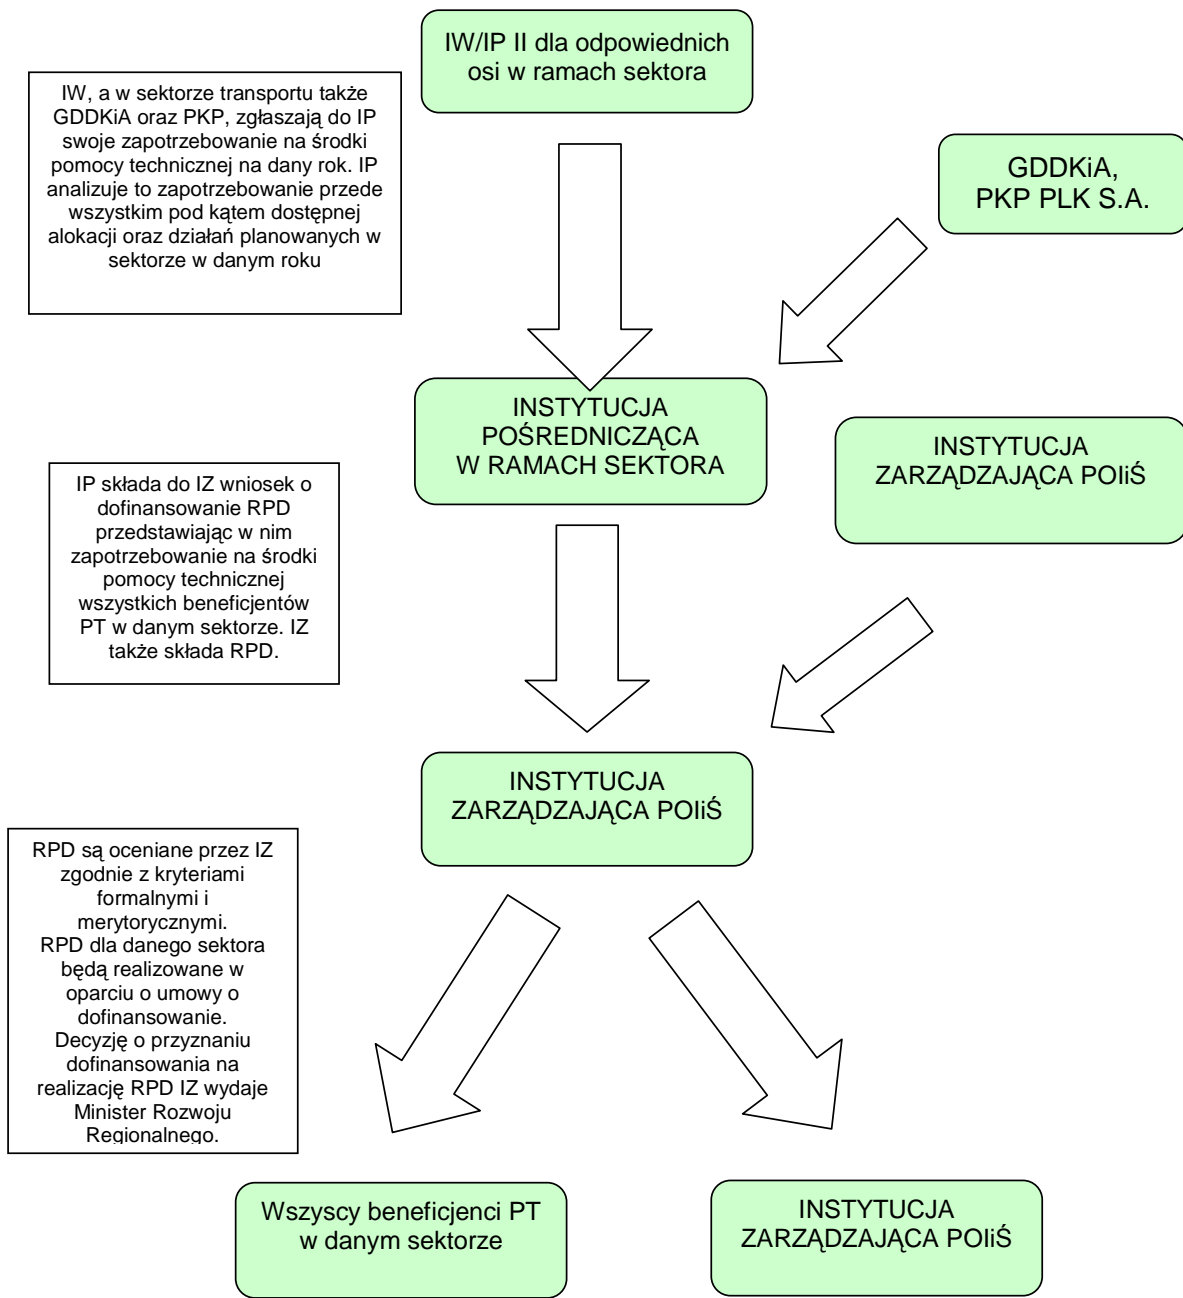 IW/IP II dla odpowiednich
osi w ramach sektora
IW, a w sektorze transportu także
GDDKiA oraz PKP, zgłaszają do IP
swoje zapotrzebowanie na środki
pomocy technicznej na dany rok. IP
analizuje to zapotrzebowanie przede
wszystkim pod kątem dostępnej
alokacji oraz działań planowanych w
sektorze w danym roku
GDDKiA,
PKP PLK S.A.
INSTYTUCJA
POŚREDNICZĄCA
W RAMACH SEKTORA
INSTYTUCJA
ZARZĄDZAJĄCA POIiŚ
IP składa do IZ wniosek o
dofinansowanie RPD
przedstawiając w nim
zapotrzebowanie na środki
pomocy technicznej
wszystkich beneficjentów
PT w danym sektorze. IZ
także składa RPD.
INSTYTUCJA
ZARZĄDZAJĄCA POIiŚ
RPD są oceniane przez IZ
zgodnie z kryteriami
formalnymi i
merytorycznymi.
RPD dla danego sektora
będą realizowane w
oparciu o umowy o
dofinansowanie.
Decyzję o przyznaniu
dofinansowania na
realizację RPD IZ wydaje
Minister Rozwoju
Regionalnego.
Wszyscy beneficjenci PT
w danym sektorze
INSTYTUCJA
ZARZĄDZAJĄCA POIiŚ